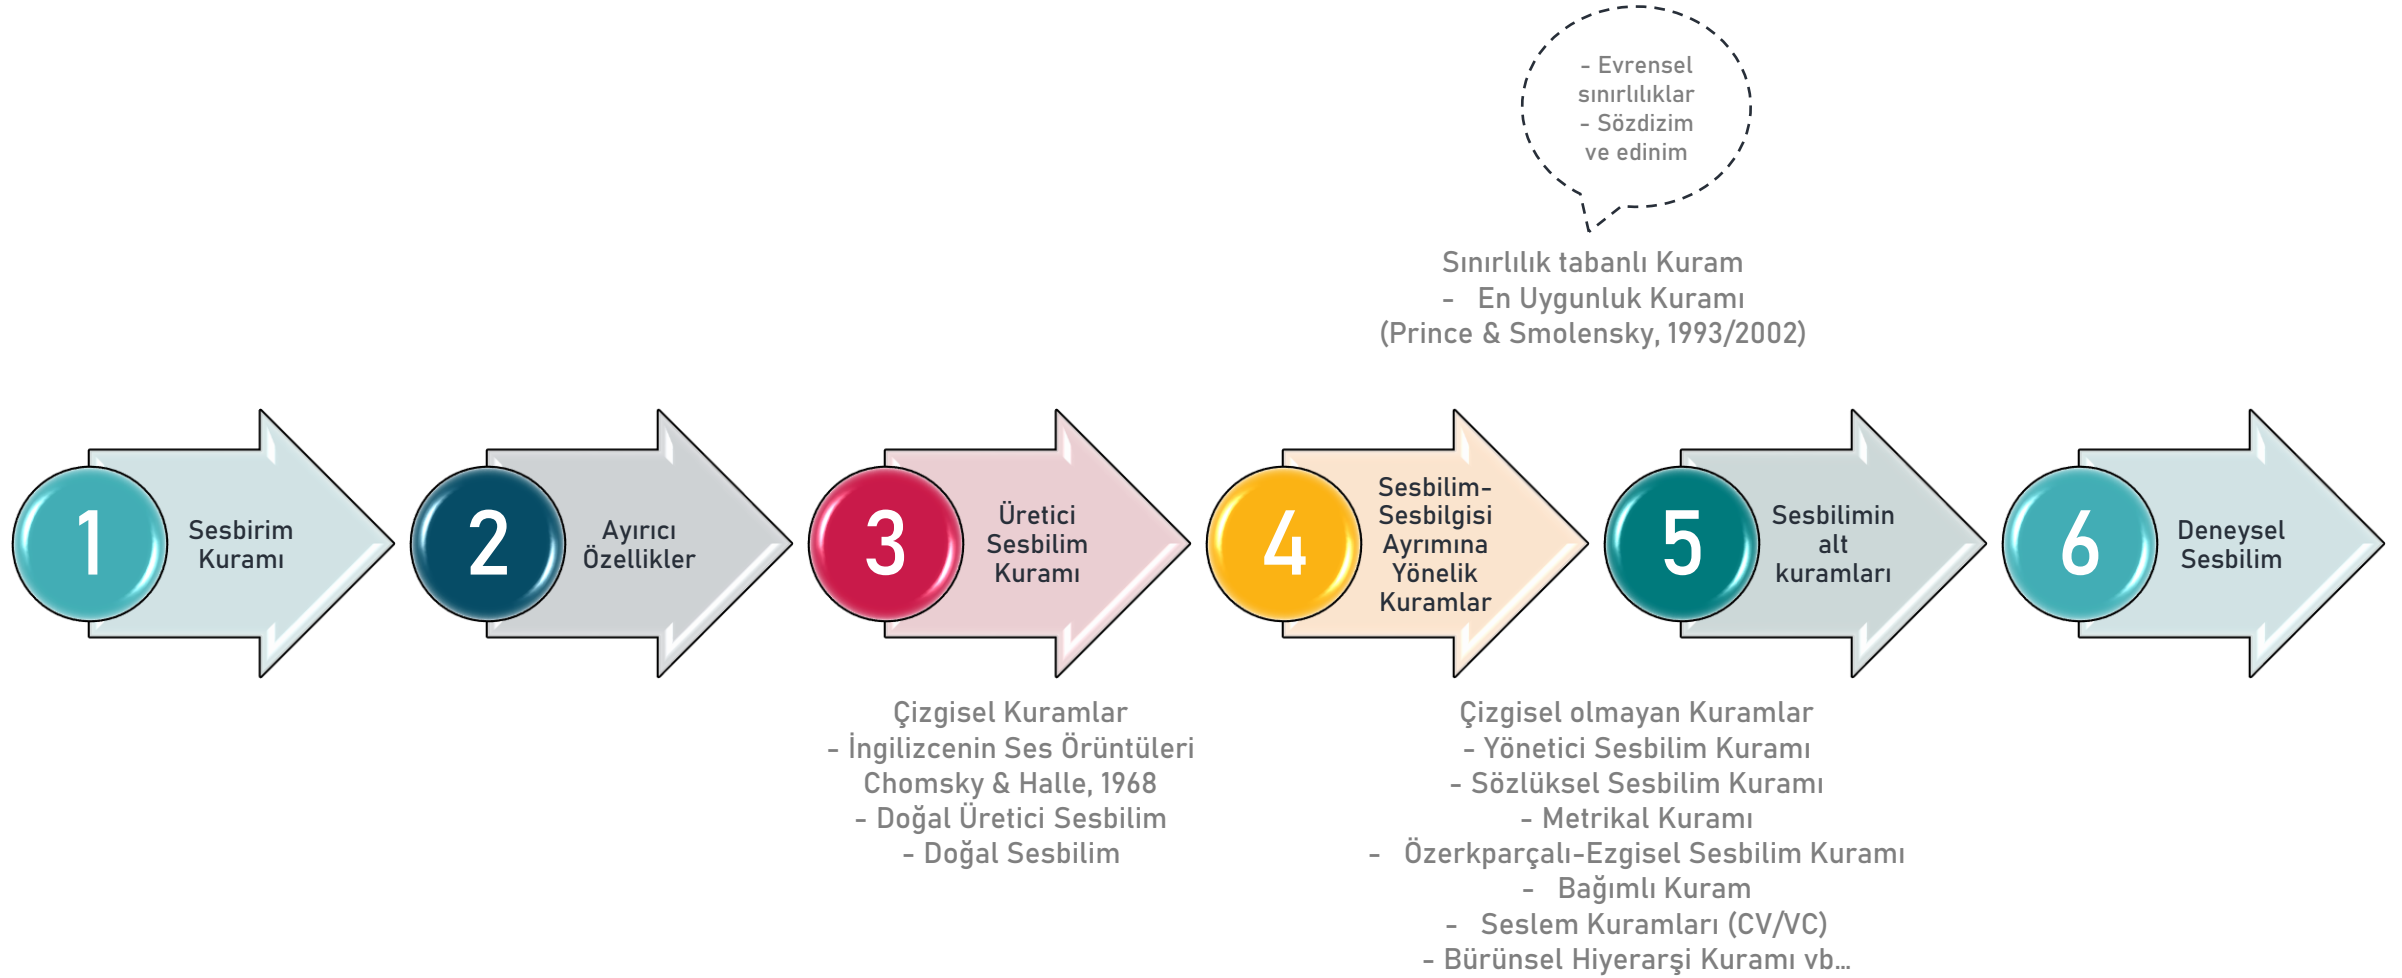 - Evrensel
sınırlılıklar
- Sözdizim
ve edinim
Sınırlılık tabanlı Kuram
- En Uygunluk Kuramı
(Prince & Smolensky, 1993/2002)
1
Sesbirim
Kuramı
2
Ayırıcı
Özellikler
3
Üretici
Sesbilim
Kuramı
4
Sesbilim-
Sesbilgisi
Ayrımına
Yönelik
Kuramlar
5
Sesbilimin
alt
kuramları
6
Deneysel
Sesbilim
Çizgisel Kuramlar
- İngilizcenin Ses Örüntüleri
Chomsky & Halle, 1968
- Doğal Üretici Sesbilim
- Doğal Sesbilim
Çizgisel olmayan Kuramlar
- Yönetici Sesbilim Kuramı
- Sözlüksel Sesbilim Kuramı
- Metrikal Kuramı
- Özerkparçalı-Ezgisel Sesbilim Kuramı
- Bağımlı Kuram
- Seslem Kuramları (CV/VC)
- Bürünsel Hiyerarşi Kuramı vb...